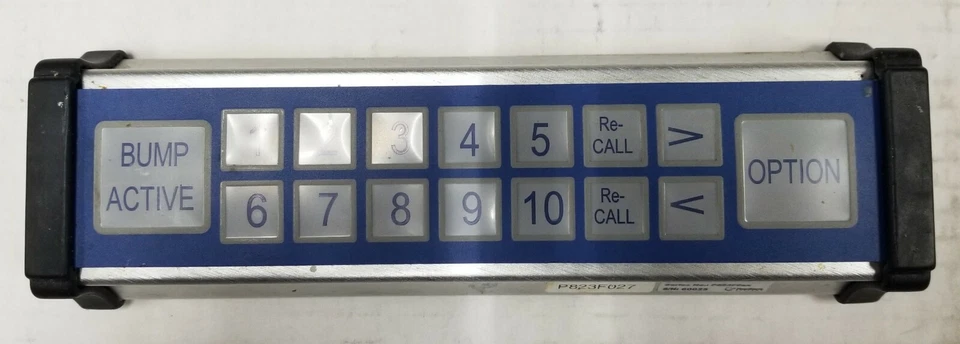 BUMP
ACTIVE
3 4 5 Re-
CALL >
6 7 8 9 10 Re-
CALL <
OPTION
P823F027